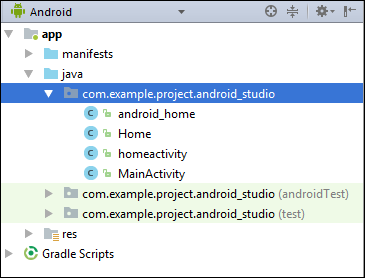 Android
app
manifests
java
com.example.project.android_studio
android_home
Home
homeactivity
MainActivity
com.example.project.android_studio (androidTest)
com.example.project.android_studio (test)
res
Gradle Scripts